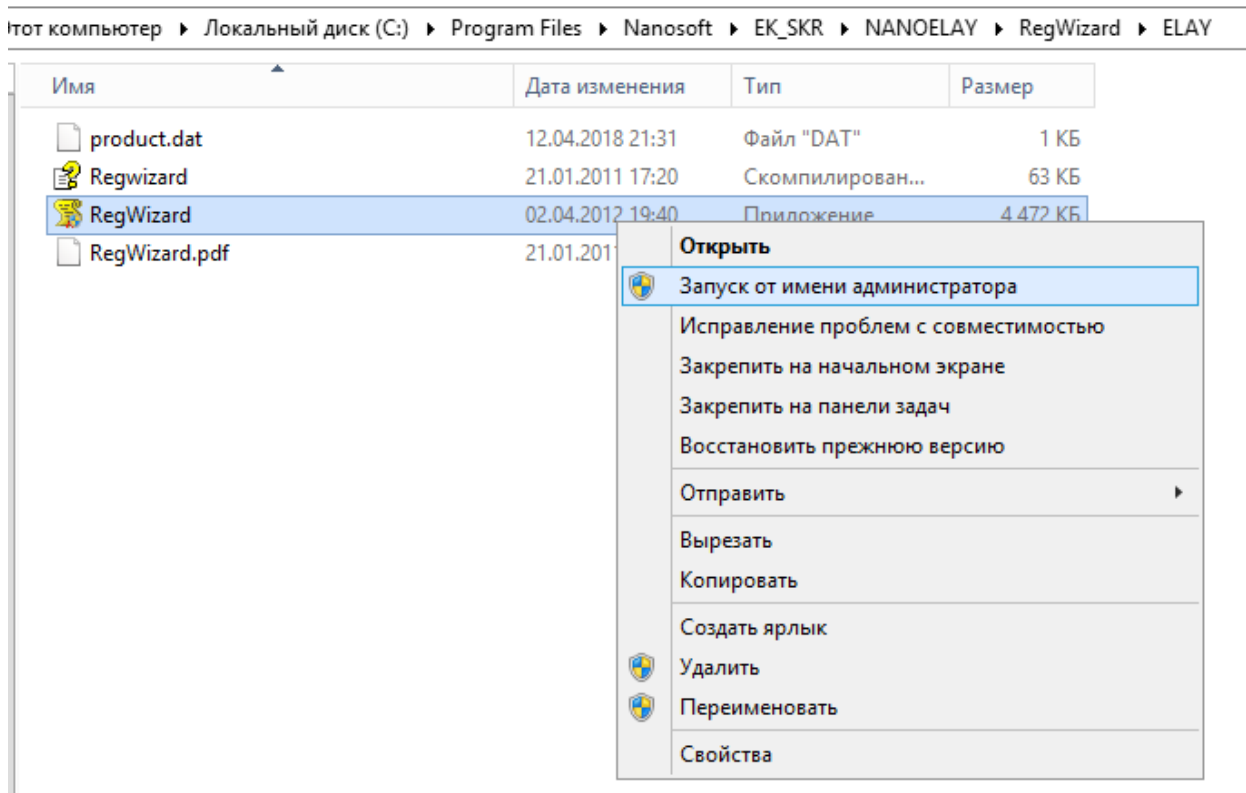 тот компьютер ▸ Локальный диск (C:) ▸ Program Files ▸ Nanosoft ▸ EK_SKR ▸ NANOELAY ▸ RegWizard ▸ ELAY
Имя Дата изменения Тип Размер
product.dat 12.04.2018 21:31 Файл "DAT" 1 КБ
Regwizard 21.01.2011 17:20 Скомпилирован... 63 КБ
RegWizard 02.04.2012 19:40 Приложение 4 472 КБ
RegWizard.pdf 21.01.2011
Открыть
Запуск от имени администратора
Исправление проблем с совместимостью
Закрепить на начальном экране
Закрепить на панели задач
Восстановить прежнюю версию
Отправить
Вырезать
Копировать
Создать ярлык
Удалить
Переименовать
Свойства